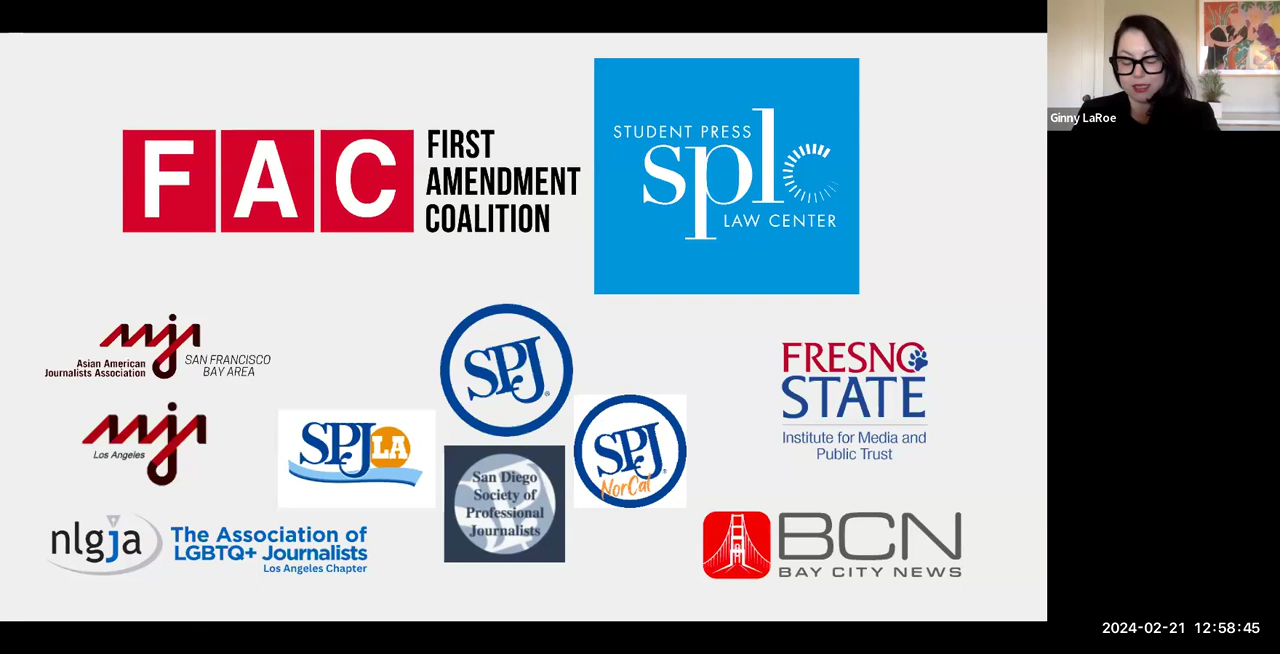 Ginny LaRoe
FAC
FIRST
AMENDMENT
COALITION
STUDENT PRESS
splc
LAW CENTER
Asian American
Journalists Association
SAN FRANCISCO
BAY AREA
Los Angeles
SPJ
LA
SPJ
San Diego
Society of
Professional
Journalists
SPJ
NorCal
FRESNO
STATE
Institute for Media and
Public Trust
nlgja
The Association of
LGBTQ+ Journalists
Los Angeles Chapter
BCN
BAY CITY NEWS
2024-02-21 12:58:45